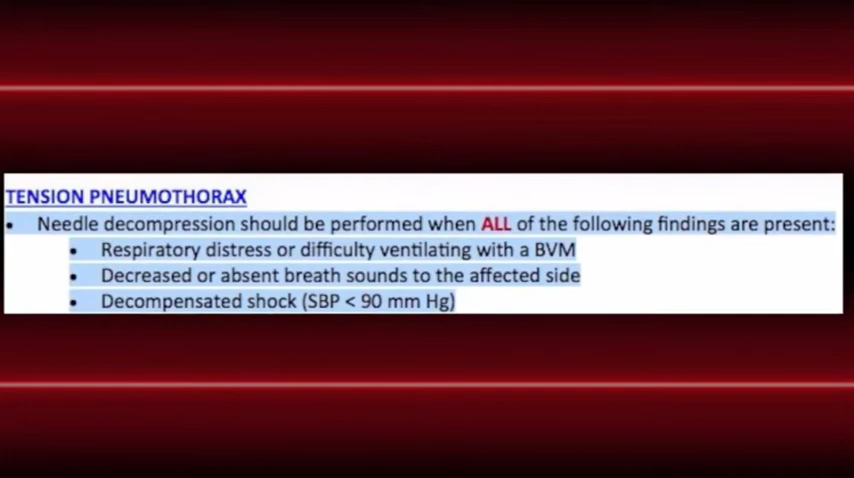 TENSION PNEUMOTHORAX
• Needle decompression should be performed when ALL of the following findings are present:
• Respiratory distress or difficulty ventilating with a BVM
• Decreased or absent breath sounds to the affected side
• Decompensated shock (SBP < 90 mm Hg)